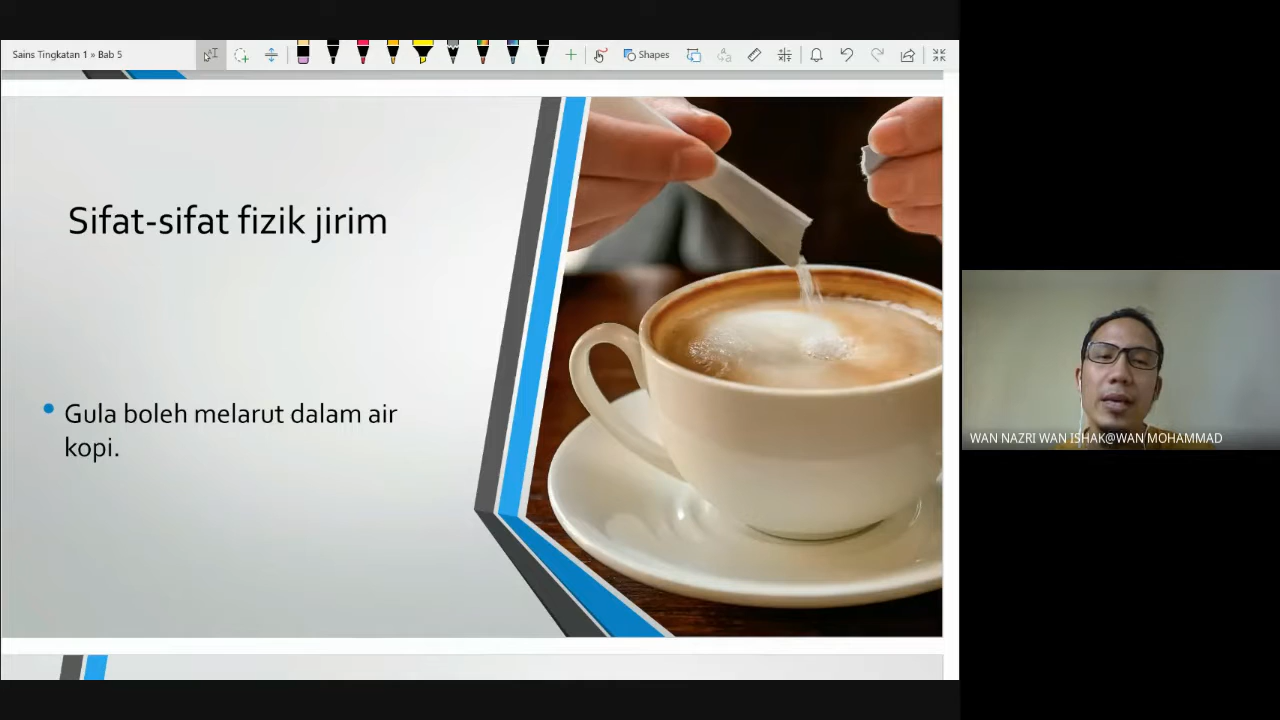 Sains Tingkatan 1 » Bab 5
Shapes
Sifat-sifat fizik jirim
Gula boleh melarut dalam air
kopi.
WAN NAZRI WAN ISHAK@WAN MOHAMMAD